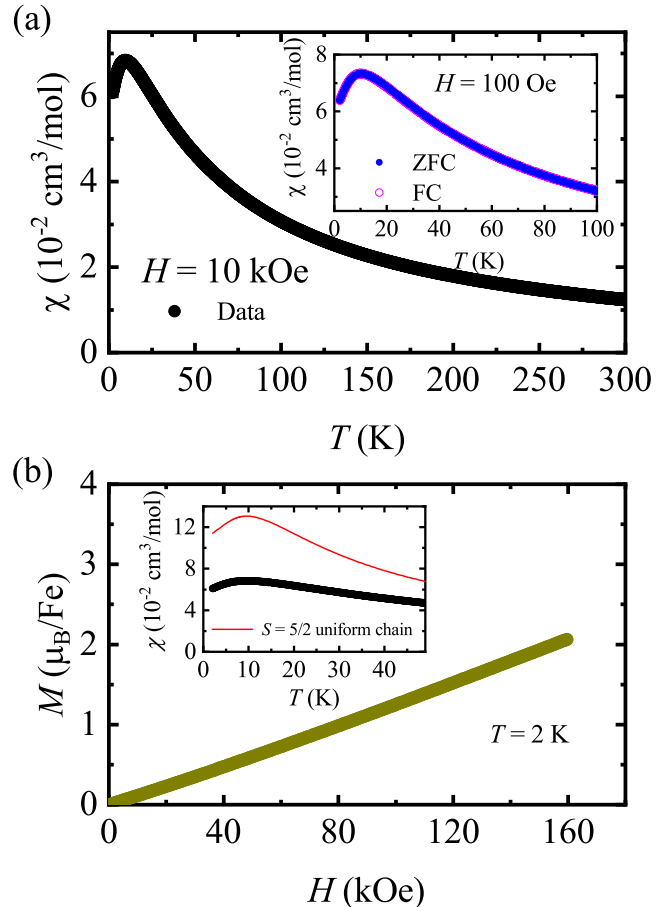 (a)
χ (10⁻² cm³/mol)
6
4
2
0
0 50 100 150 200 250 300
T (K)
H = 10 kOe
Data
χ (10⁻² cm³/mol)
8
6
4
0 20 40 60 80 100
T (K)
H = 100 Oe
ZFC
FC
(b)
M (μB/Fe)
4
3
2
1
0
0 40 80 120 160
H (kOe)
T = 2 K
χ (10⁻² cm³/mol)
12
8
4
0
0 10 20 30 40
T (K)
S = 5/2 uniform chain